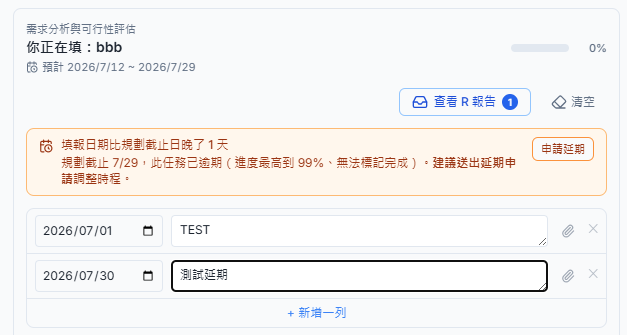 需求分析與可行性評估
你正在填：bbb
0%
預計 2026/7/12 ~ 2026/7/29
查看 R 報告 1
清空
填報日期比規劃截止日晚了 1 天
申請延期
規劃截止 7/29，此任務已逾期（進度最高到 99%、無法標記完成）。建議送出延期申
請調整時程。
2026/07/01 TEST
2026/07/30 測試延期
+ 新增一列